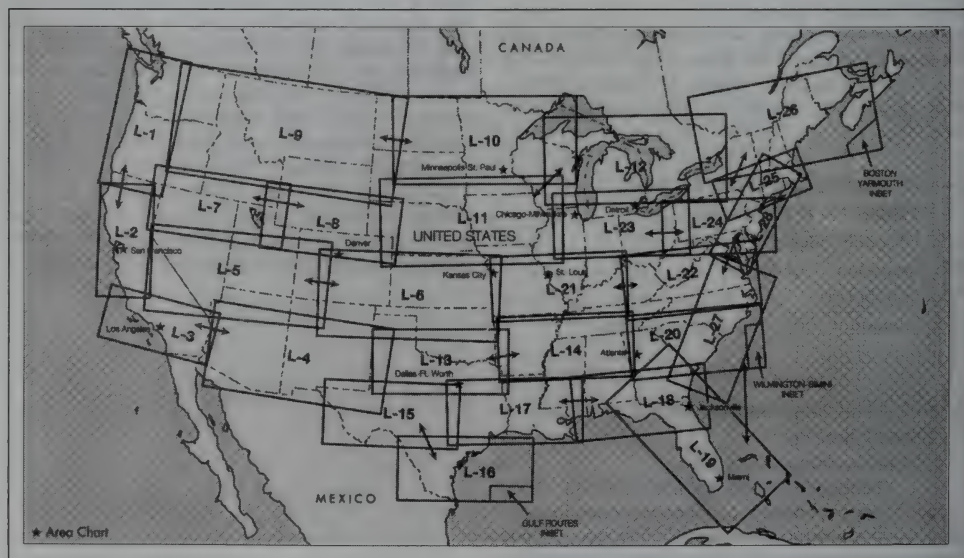 CANADA
L-26
L-1
L-9
L-10
L-12
Minneapolis-St. Paul
BOSTON
YARMOUTH
INSET
L-25
L-7
L-8
L-11
Chicago-Milwaukee
Detroit
L-24
L-28
L-2
San Francisco
Denver
UNITED STATES
L-23
L-5
L-6
Kansas City
St. Louis
L-21
L-22
Los Angeles
L-3
L-4
L-13
Dallas-Ft. Worth
L-14
Atlanta
L-20
L-27
WILMINGTON-BIMINI
INSET
L-15
L-17
L-18
Jacksonville
L-16
L-19
Miami
MEXICO
GULF ROUTES
INSET
★ Area Chart